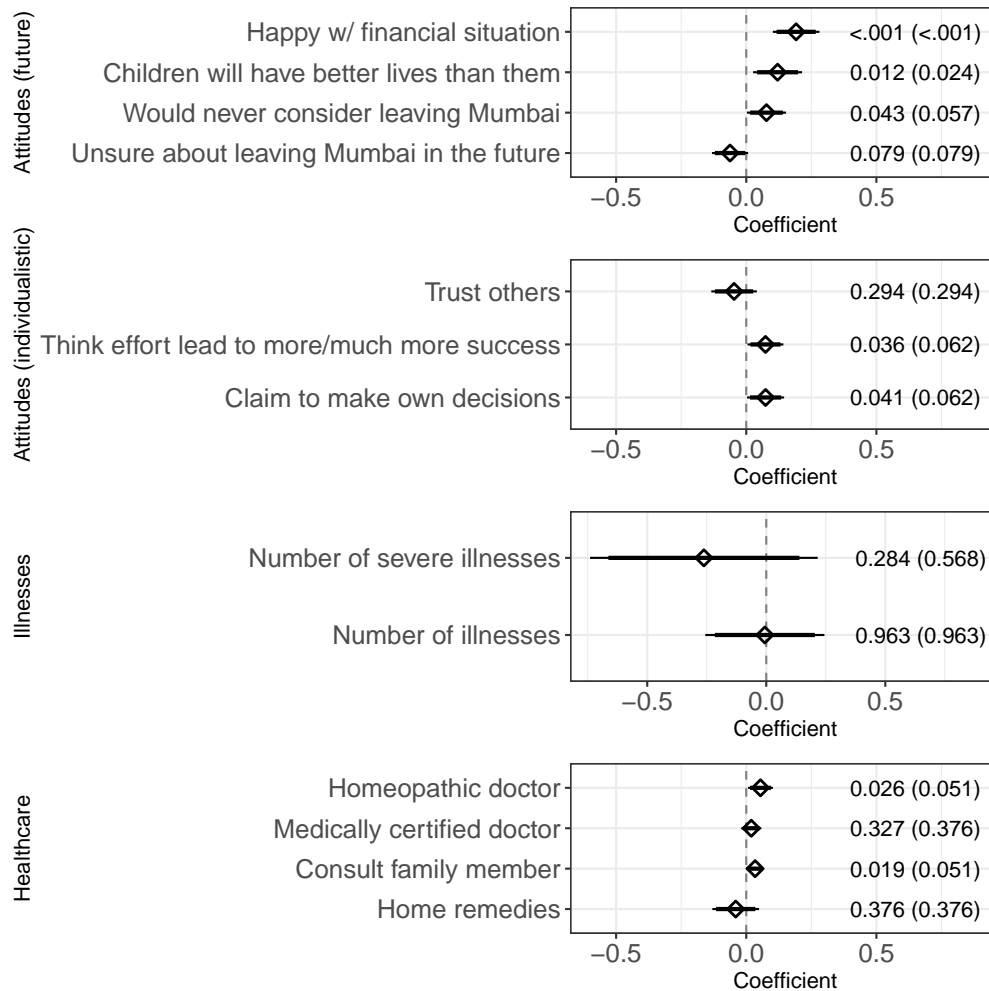 Attitudes (future)
Happy w/ financial situation <.001 (<.001)
Children will have better lives than them 0.012 (0.024)
Would never consider leaving Mumbai 0.043 (0.057)
Unsure about leaving Mumbai in the future 0.079 (0.079)
−0.5 0.0 0.5
Coefficient
Attitudes (individualistic)
Trust others 0.294 (0.294)
Think effort lead to more/much more success 0.036 (0.062)
Claim to make own decisions 0.041 (0.062)
−0.5 0.0 0.5
Coefficient
Illnesses
Number of severe illnesses 0.284 (0.568)
Number of illnesses 0.963 (0.963)
−0.5 0.0 0.5
Coefficient
Healthcare
Homeopathic doctor 0.026 (0.051)
Medically certified doctor 0.327 (0.376)
Consult family member 0.019 (0.051)
Home remedies 0.376 (0.376)
−0.5 0.0 0.5
Coefficient